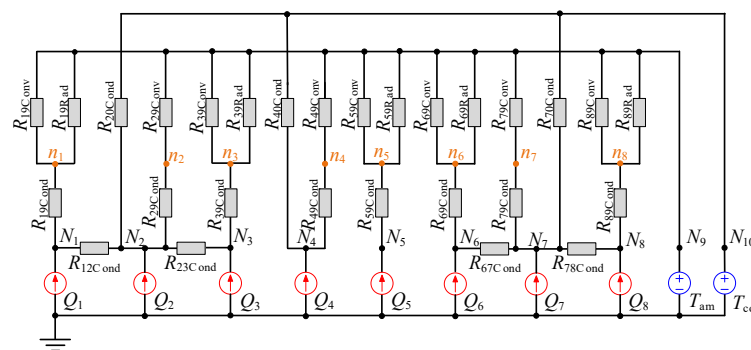 R19Conv R19Rad R20Cond R29Conv R39Conv R39Rad R40Cond R49Conv R59Conv R59Rad R69Conv R69Rad R79Conv R70Cond R89Conv R89Rad
n1 n2 n3 n4 n5 n6 n7 n8
R19Cond R29Cond R39Cond R49Cond R59Cond R69Cond R79Cond R89Cond
N1 N2 N3 N4 N5 N6 N7 N8 N9 N10
R12Cond R23Cond R67Cond R78Cond
Q1 Q2 Q3 Q4 Q5 Q6 Q7 Q8 Tam